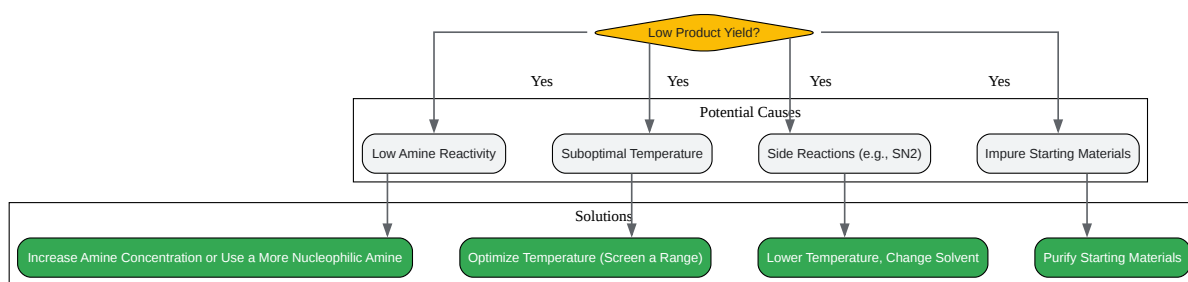 Low Product Yield?
Yes Yes Yes Yes
Potential Causes
Low Amine Reactivity Suboptimal Temperature Side Reactions (e.g., SN2) Impure Starting Materials
Solutions
Increase Amine Concentration or Use a More Nucleophilic Amine Optimize Temperature (Screen a Range) Lower Temperature, Change Solvent Purify Starting Materials